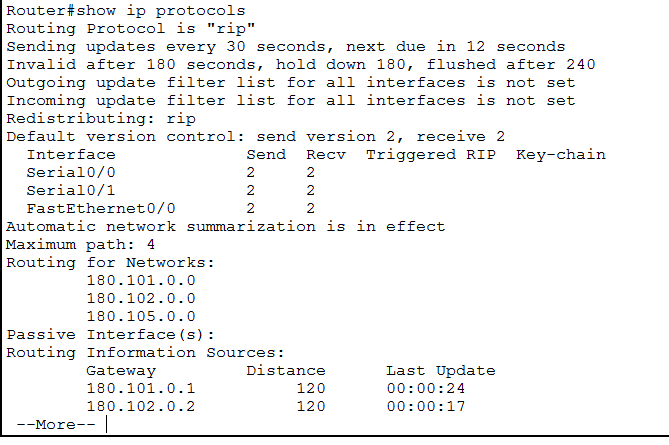 Router#show ip protocols
Routing Protocol is "rip"
Sending updates every 30 seconds, next due in 12 seconds
Invalid after 180 seconds, hold down 180, flushed after 240
Outgoing update filter list for all interfaces is not set
Incoming update filter list for all interfaces is not set
Redistributing: rip
Default version control: send version 2, receive 2
  Interface             Send  Recv  Triggered RIP  Key-chain
  Serial0/0             2     2
  Serial0/1             2     2
  FastEthernet0/0       2     2
Automatic network summarization is in effect
Maximum path: 4
Routing for Networks:
        180.101.0.0
        180.102.0.0
        180.105.0.0
Passive Interface(s):
Routing Information Sources:
        Gateway         Distance      Last Update
        180.101.0.1          120      00:00:24
        180.102.0.2          120      00:00:17
 --More--